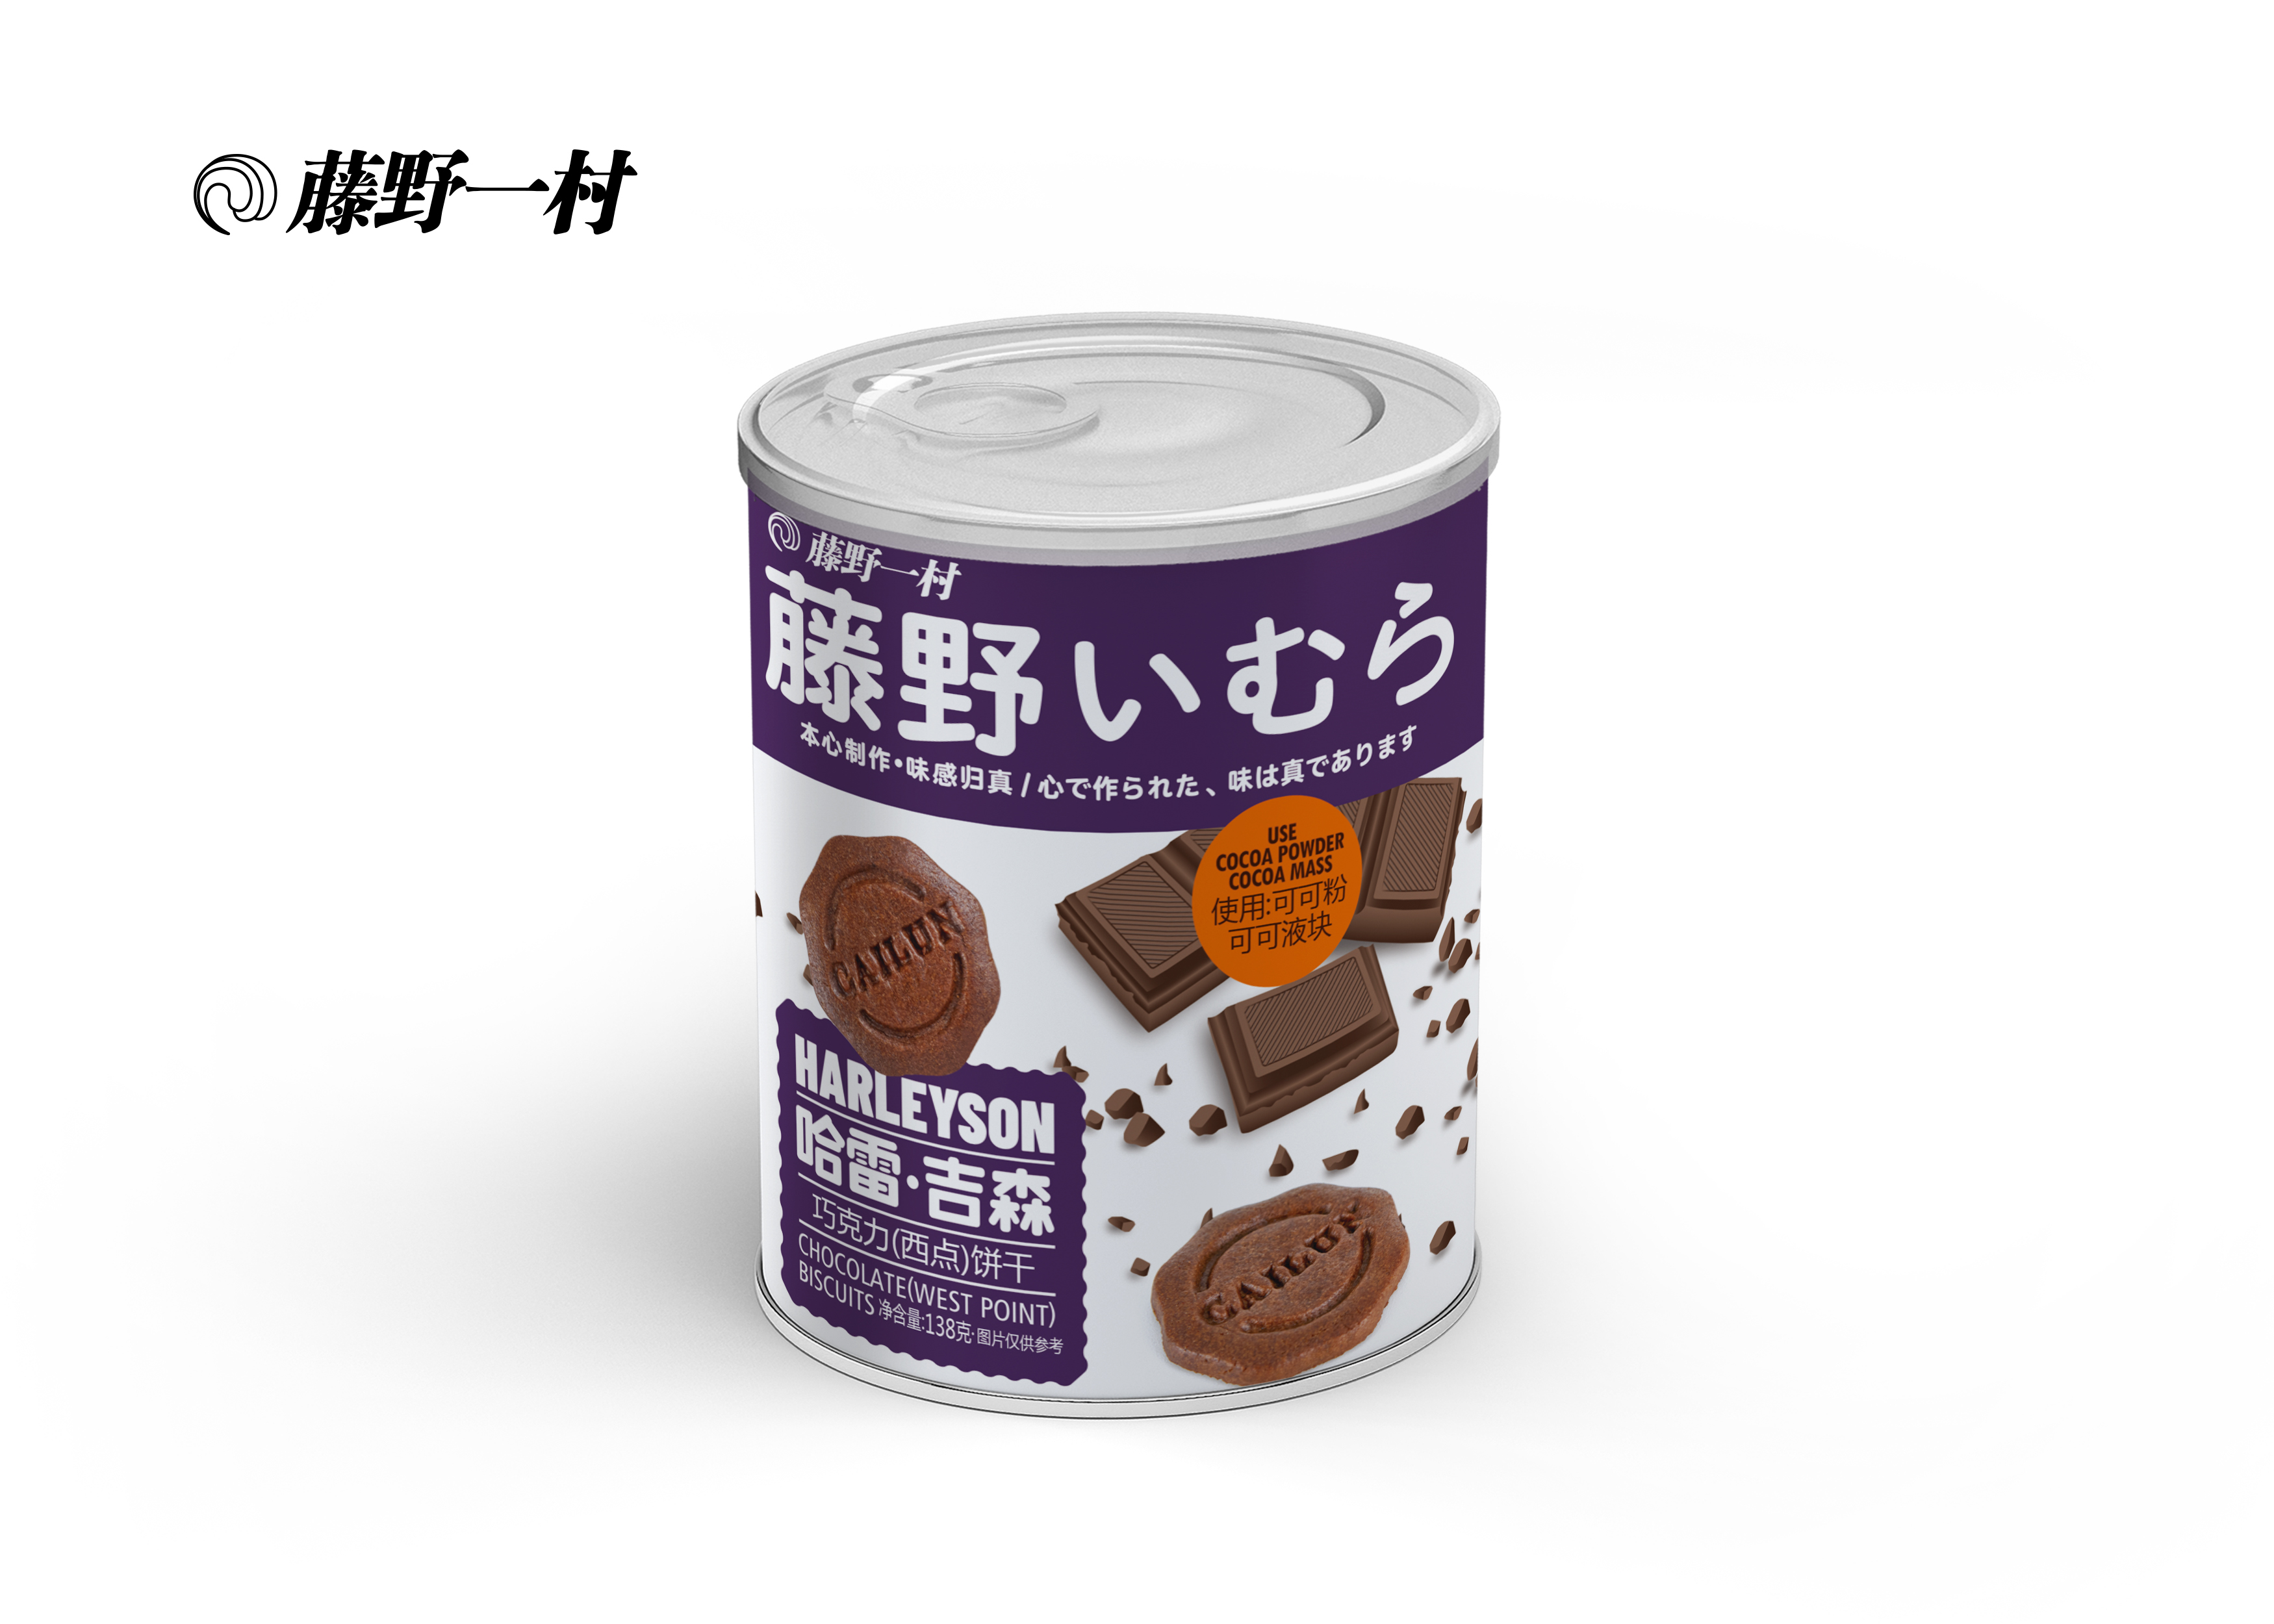 藤野一村
藤野一村
藤野いむら
本心制作·味感归真/心で作られた、味は真であります
USE
COCOA POWDER
COCOA MASS
使用:可可粉
可可液块
CAILUN
HARLEYSON
哈雷·吉森
巧克力(西点)饼干
CHOCOLATE(WEST POINT)
BISCUITS 净含量:138克·图片仅供参考
CAILUN